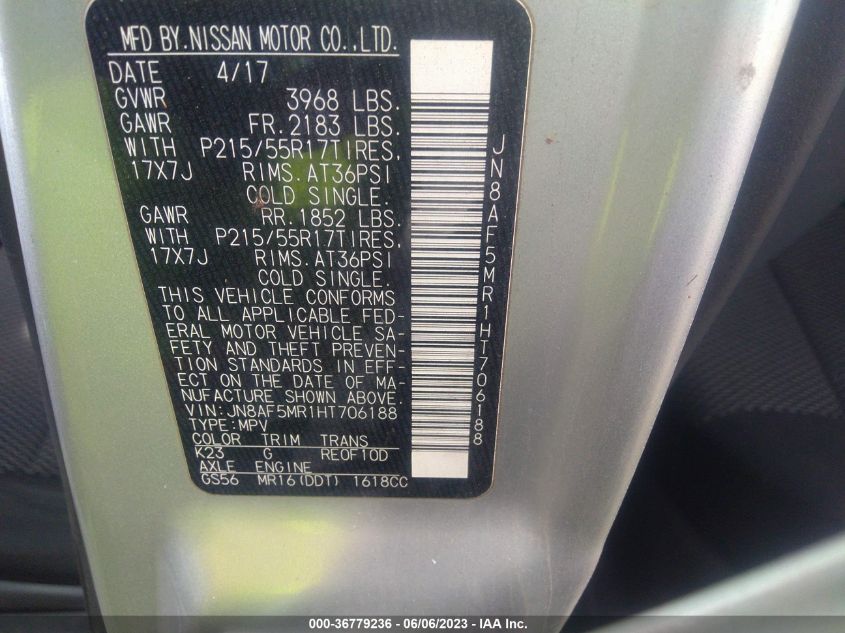 MFD BY.NISSAN MOTOR CO.,LTD.
DATE 4/17
GVWR 3968 LBS.
GAWR FR.2183 LBS.
WITH P215/55R17TIRES,
17X7J RIMS.AT36PSI
COLD SINGLE.
GAWR RR.1852 LBS.
WITH P215/55R17TIRES,
17X7J RIMS.AT36PSI
COLD SINGLE.
THIS VEHICLE CONFORMS
TO ALL APPLICABLE FED-
ERAL MOTOR VEHICLE SA-
FETY AND THEFT PREVEN-
TION STANDARDS IN EFF-
ECT ON THE DATE OF MA-
NUFACTURE SHOWN ABOVE.
VIN:JN8AF5MR1HT706188
TYPE:MPV
COLOR TRIM TRANS
K23 G REOF10D
AXLE ENGINE
GS56 MR16(DDT) 1618CC
JN8AF5MR1HT706188
000-36779236 - 06/06/2023 - IAA Inc.